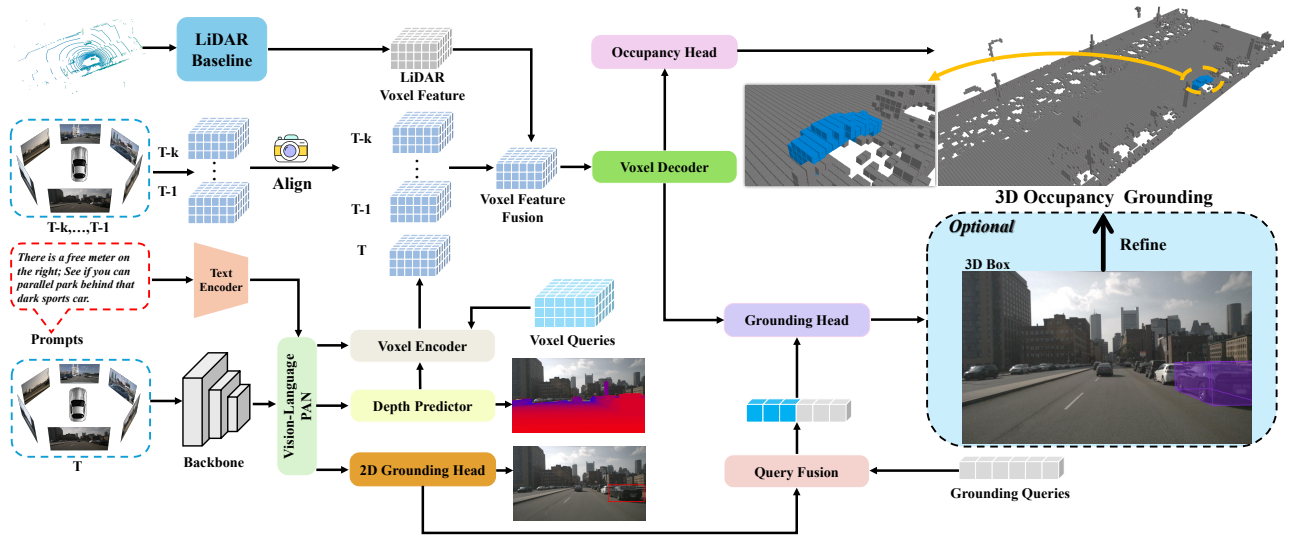 LiDAR
Baseline
LiDAR
Voxel Feature
Occupancy Head
T-k
T-1
Align
T-k
T-1
T
Voxel Feature
Fusion
Voxel Decoder
T-k,...,T-1
3D Occupancy Grounding
Optional
Refine
3D Box
There is a free meter on
the right; See if you can
parallel park behind that
dark sports car.
Prompts
Text
Encoder
Voxel Encoder
Voxel Queries
Grounding Head
Vision-Language
PAN
Depth Predictor
Backbone
T
2D Grounding Head
Query Fusion
Grounding Queries